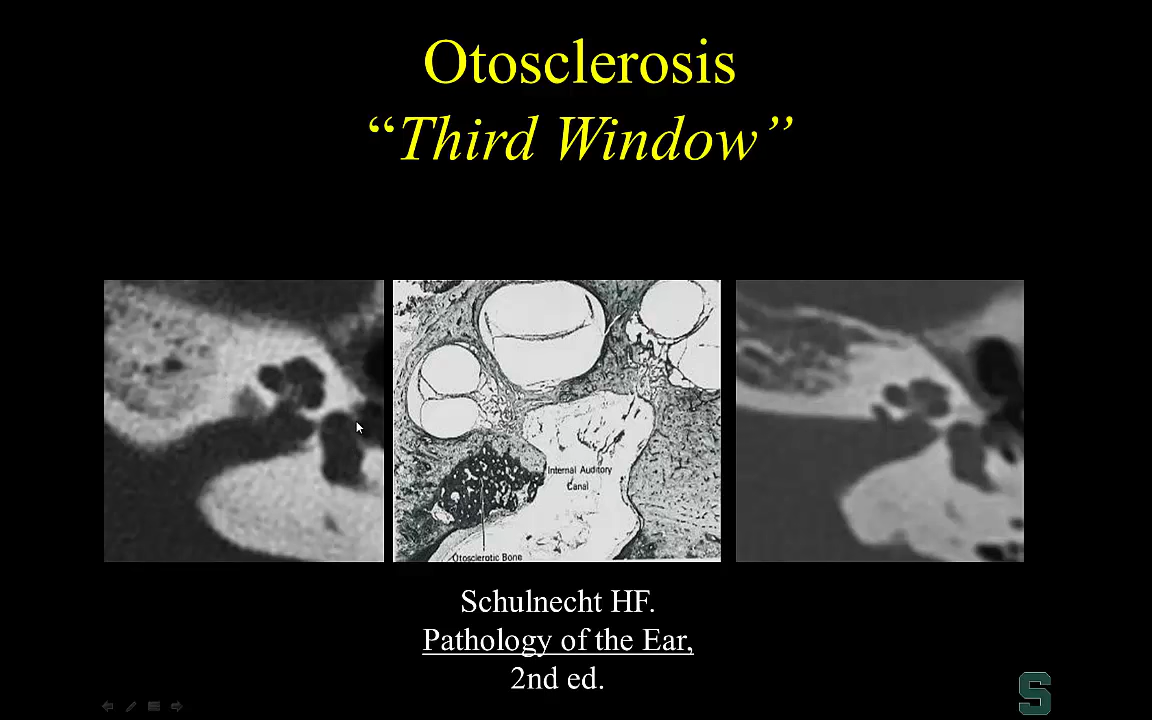 Otosclerosis
“Third Window”
Internal Auditory
Canal
Otosclerotic Bone
Schulnecht HF.
Pathology of the Ear,
2nd ed.
S